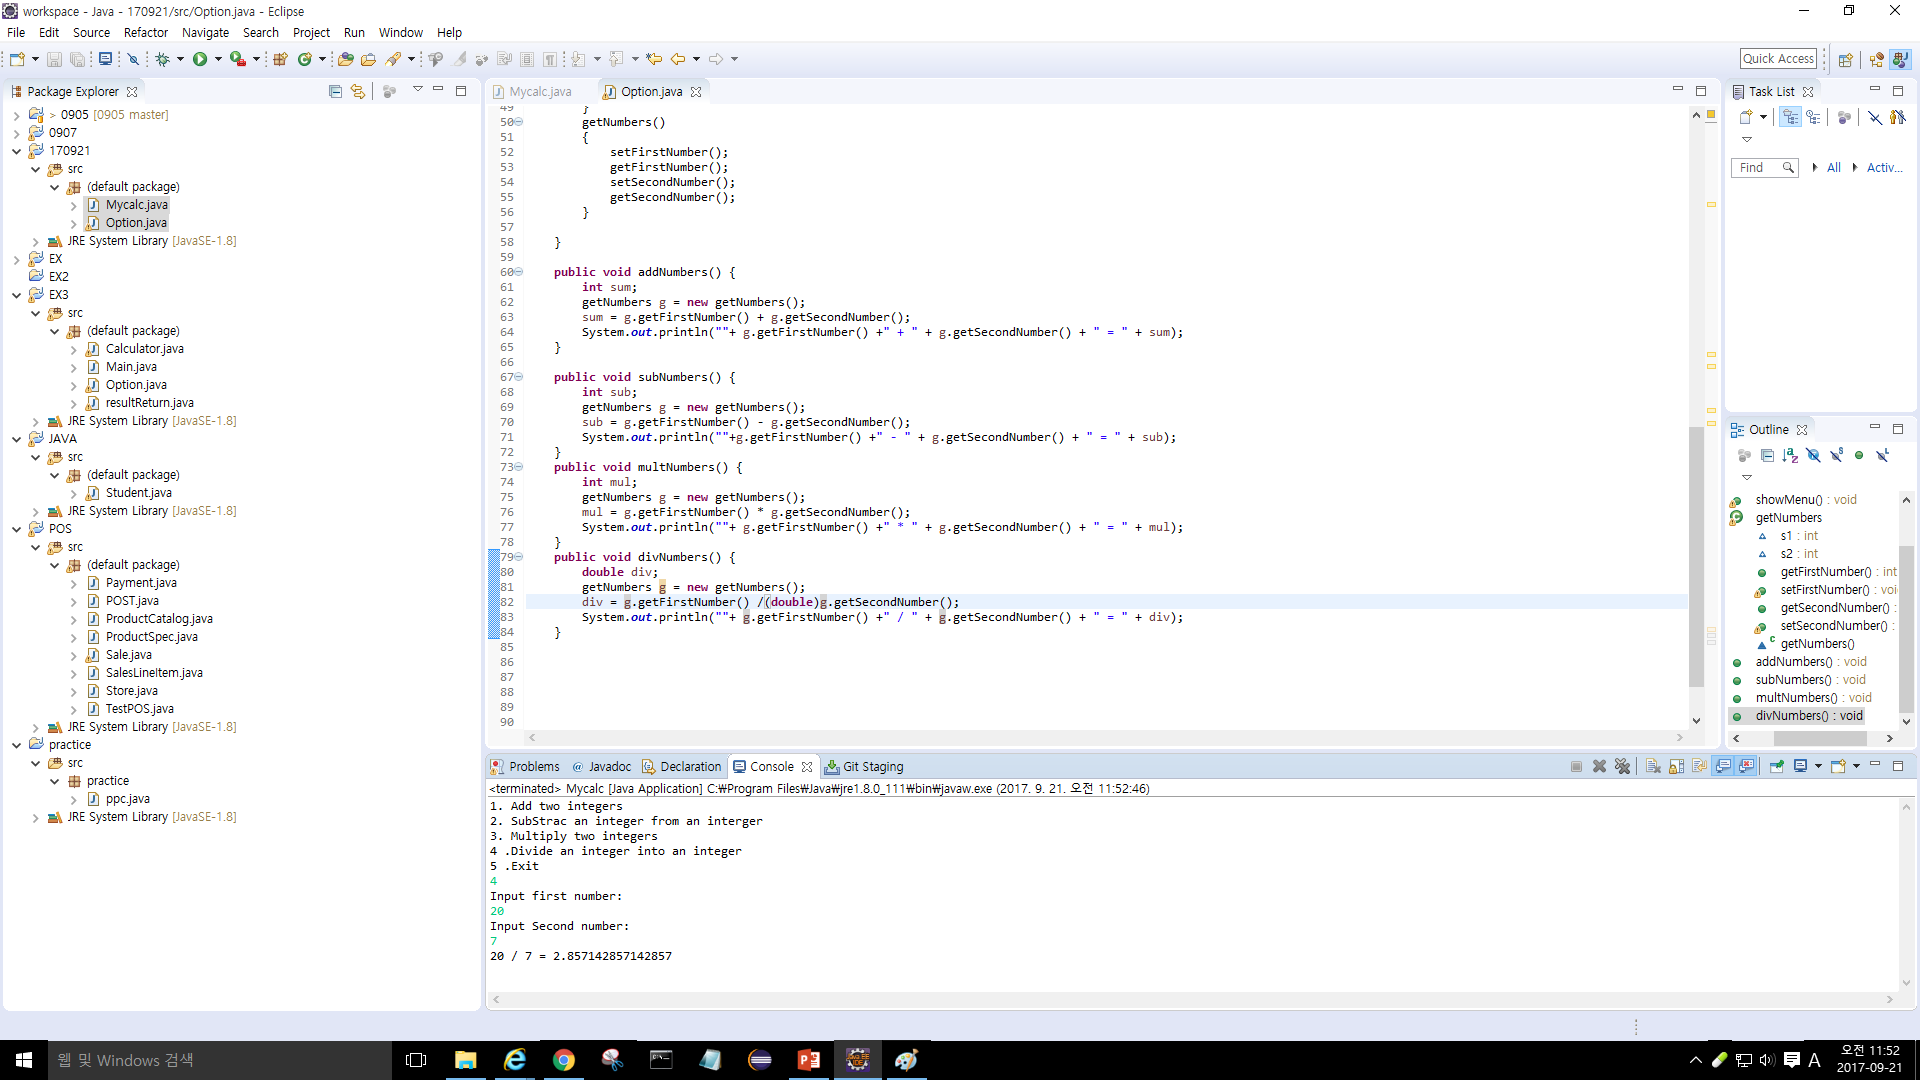 workspace - Java - 170921/src/Option.java - Eclipse
File Edit Source Refactor Navigate Search Project Run Window Help
Quick Access
Package Explorer
> 0905 [0905 master]
0907
170921
src
(default package)
Mycalc.java
Option.java
JRE System Library [JavaSE-1.8]
EX
EX2
EX3
src
(default package)
Calculator.java
Main.java
Option.java
resultReturn.java
JRE System Library [JavaSE-1.8]
JAVA
src
(default package)
Student.java
JRE System Library [JavaSE-1.8]
POS
src
(default package)
Payment.java
POST.java
ProductCatalog.java
ProductSpec.java
Sale.java
SalesLineItem.java
Store.java
TestPOS.java
JRE System Library [JavaSE-1.8]
practice
src
practice
ppc.java
JRE System Library [JavaSE-1.8]
Mycalc.java Option.java
49 }
50 getNumbers()
51 {
52 setFirstNumber();
53 getFirstNumber();
54 setSecondNumber();
55 getSecondNumber();
56 }
57
58 }
59
60 public void addNumbers() {
61 int sum;
62 getNumbers g = new getNumbers();
63 sum = g.getFirstNumber() + g.getSecondNumber();
64 System.out.println(""+ g.getFirstNumber() +" + " + g.getSecondNumber() + " = " + sum);
65 }
66
67 public void subNumbers() {
68 int sub;
69 getNumbers g = new getNumbers();
70 sub = g.getFirstNumber() - g.getSecondNumber();
71 System.out.println(""+g.getFirstNumber() +" - " + g.getSecondNumber() + " = " + sub);
72 }
73 public void multNumbers() {
74 int mul;
75 getNumbers g = new getNumbers();
76 mul = g.getFirstNumber() * g.getSecondNumber();
77 System.out.println(""+ g.getFirstNumber() +" * " + g.getSecondNumber() + " = " + mul);
78 }
79 public void divNumbers() {
80 double div;
81 getNumbers g = new getNumbers();
82 div = g.getFirstNumber() /(double)g.getSecondNumber();
83 System.out.println(""+ g.getFirstNumber() +" / " + g.getSecondNumber() + " = " + div);
84 }
85
86
87
88
89
90
Task List
Find All Activ...
Outline
showMenu() : void
getNumbers
s1 : int
s2 : int
getFirstNumber() : int
setFirstNumber() : voi
getSecondNumber() :
setSecondNumber() :
getNumbers()
addNumbers() : void
subNumbers() : void
multNumbers() : void
divNumbers() : void
Problems @ Javadoc Declaration Console Git Staging
<terminated> Mycalc [Java Application] C:₩Program Files₩Java₩jre1.8.0_111₩bin₩javaw.exe (2017. 9. 21. 오전 11:52:46)
1. Add two integers
2. SubStrac an integer from an interger
3. Multiply two integers
4 .Divide an integer into an integer
5 .Exit
4
Input first number:
20
Input Second number:
7
20 / 7 = 2.857142857142857
웹 및 Windows 검색
A
오전 11:52
2017-09-21